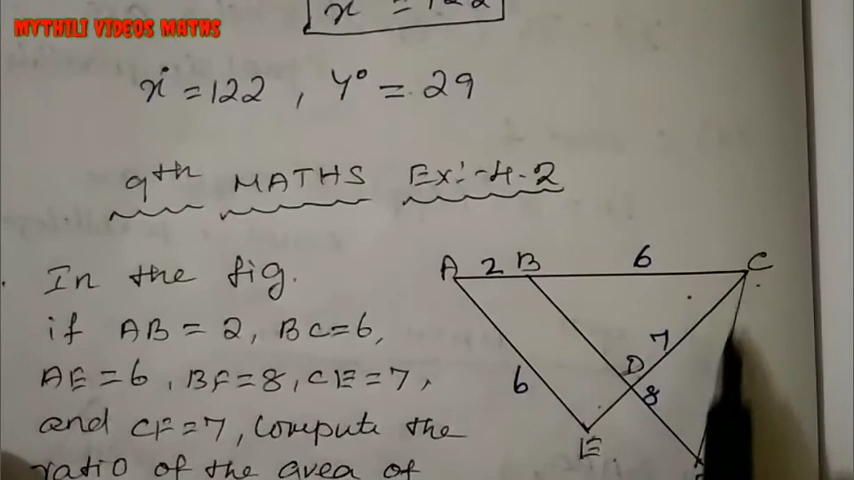 MYTHILI VIDEOS MATHS
x = 122
x° = 122 , y° = 29
9th MATHS Ex:-4.2
In the fig.
if AB = 2, BC=6,
AE = 6, BF=8, CE=7,
and CF=7, Compute the
ratio of the area of
A 2 B 6 C
7
D
6 8
E